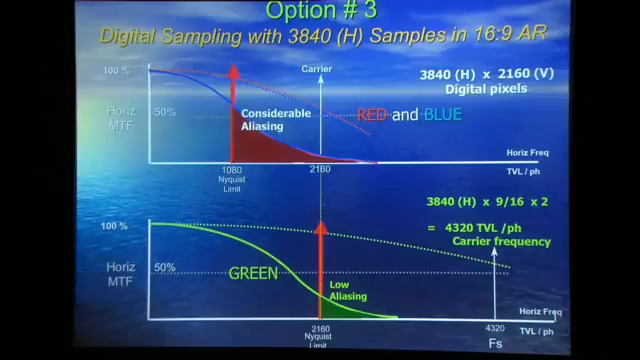 Option # 3
Digital Sampling with 3840 (H) Samples in 16:9 AR
100 %
Carrier
3840 (H) x 2160 (V)
Digital pixels
Horiz
MTF
50%
Considerable
Aliasing
RED and BLUE
Horiz Freq
TVL / ph
1080
Nyquist
Limit
2160
3840 (H) x 9/16 x 2
= 4320 TVL /ph
Carrier frequency
100 %
Horiz
MTF
50%
GREEN
Low
Aliasing
Horiz Freq
TVL / ph
2160
Nyquist
Limit
4320
Fs